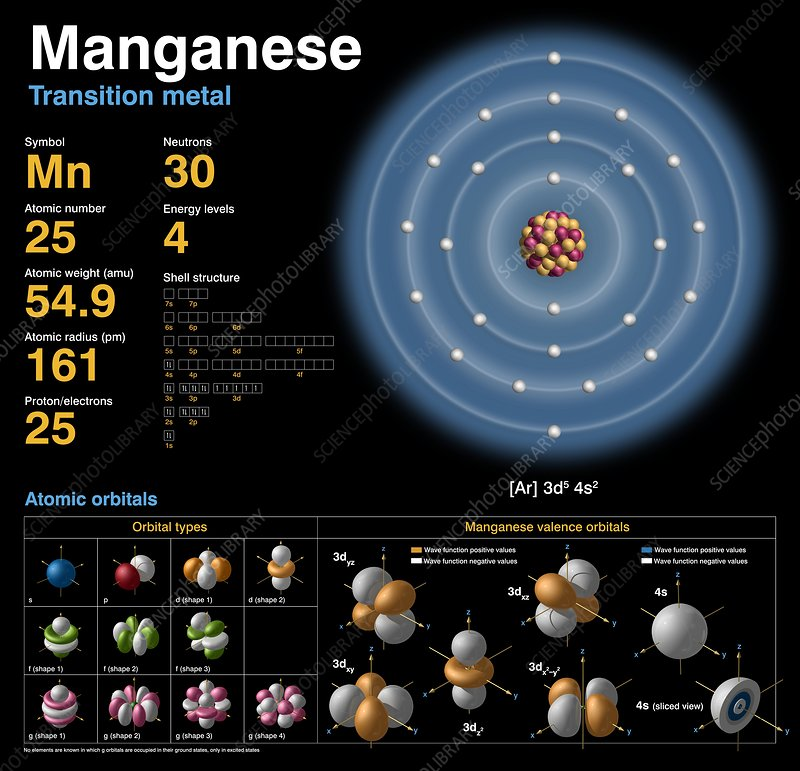 Manganese
Transition metal
Symbol
Mn
Neutrons
30
Atomic number
25
Energy levels
4
Atomic weight (amu)
54.9
Atomic radius (pm)
161
Proton/electrons
25
Shell structure
7s 7p
6s 6p 6d
5s 5p 5d 5f
4s 4p 4d 4f
3s 3p 3d
2s 2p
1s
[Ar] 3d⁵ 4s²
Atomic orbitals
Orbital types
s
p
d (shape 1)
d (shape 2)
f (shape 1)
f (shape 2)
f (shape 3)
g (shape 1)
g (shape 2)
g (shape 3)
g (shape 4)
Manganese valence orbitals
Wave function positive values
Wave function negative values
Wave function positive values
Wave function negative values
3dyz
z
x
y
3dxz
z
x
y
4s
z
x
y
3dxy
z
x
y
3dz²
z
x
y
3dx²-y²
z
x
y
4s (sliced view)
z
x
y
No elements are known in which g orbitals are occupied in their ground states, only in excited states
SCIENCEphotoLIBRARY